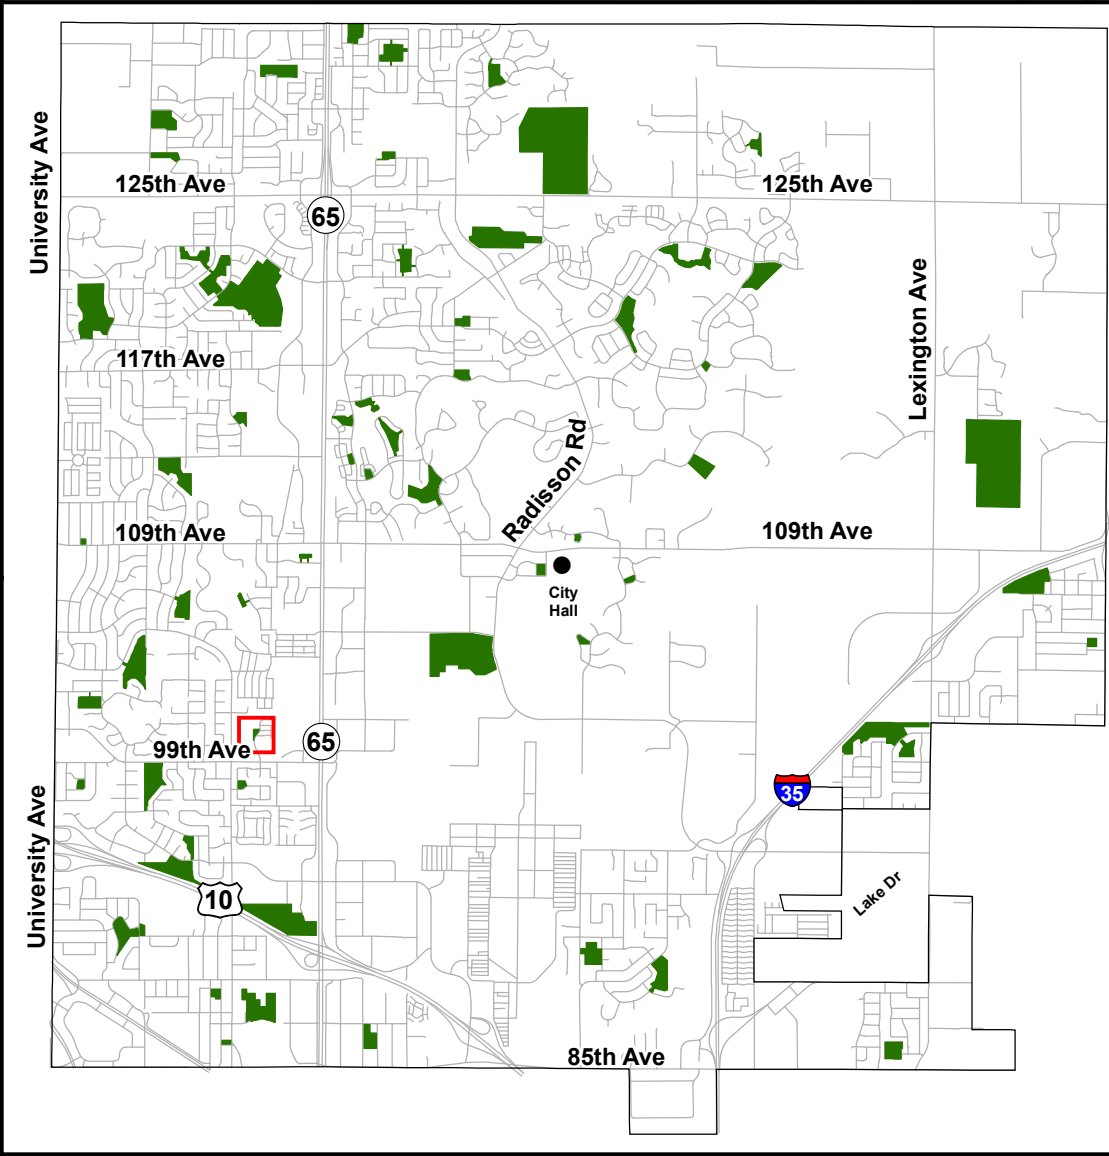 University Ave
125th Ave
125th Ave
65
Lexington Ave
117th Ave
Radisson Rd
109th Ave
109th Ave
City
Hall
99th Ave
65
35
University Ave
10
Lake Dr
85th Ave